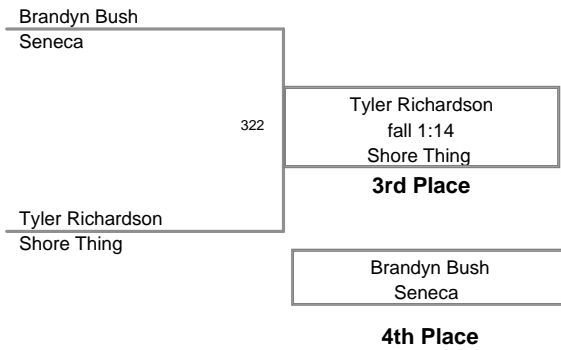 Brandyn Bush
Seneca
322
Tyler Richardson
fall 1:14
Shore Thing
3rd Place
Tyler Richardson
Shore Thing
Brandyn Bush
Seneca
4th Place